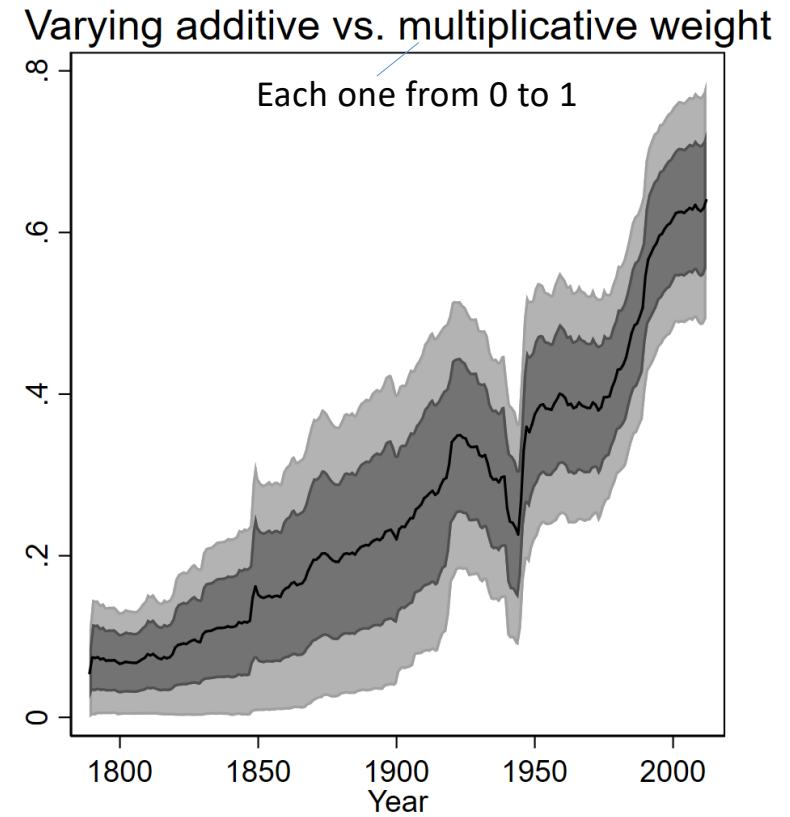 Varying additive vs. multiplicative weight
Each one from 0 to 1
.8
.6
.4
.2
0
1800 1850 1900 1950 2000
Year